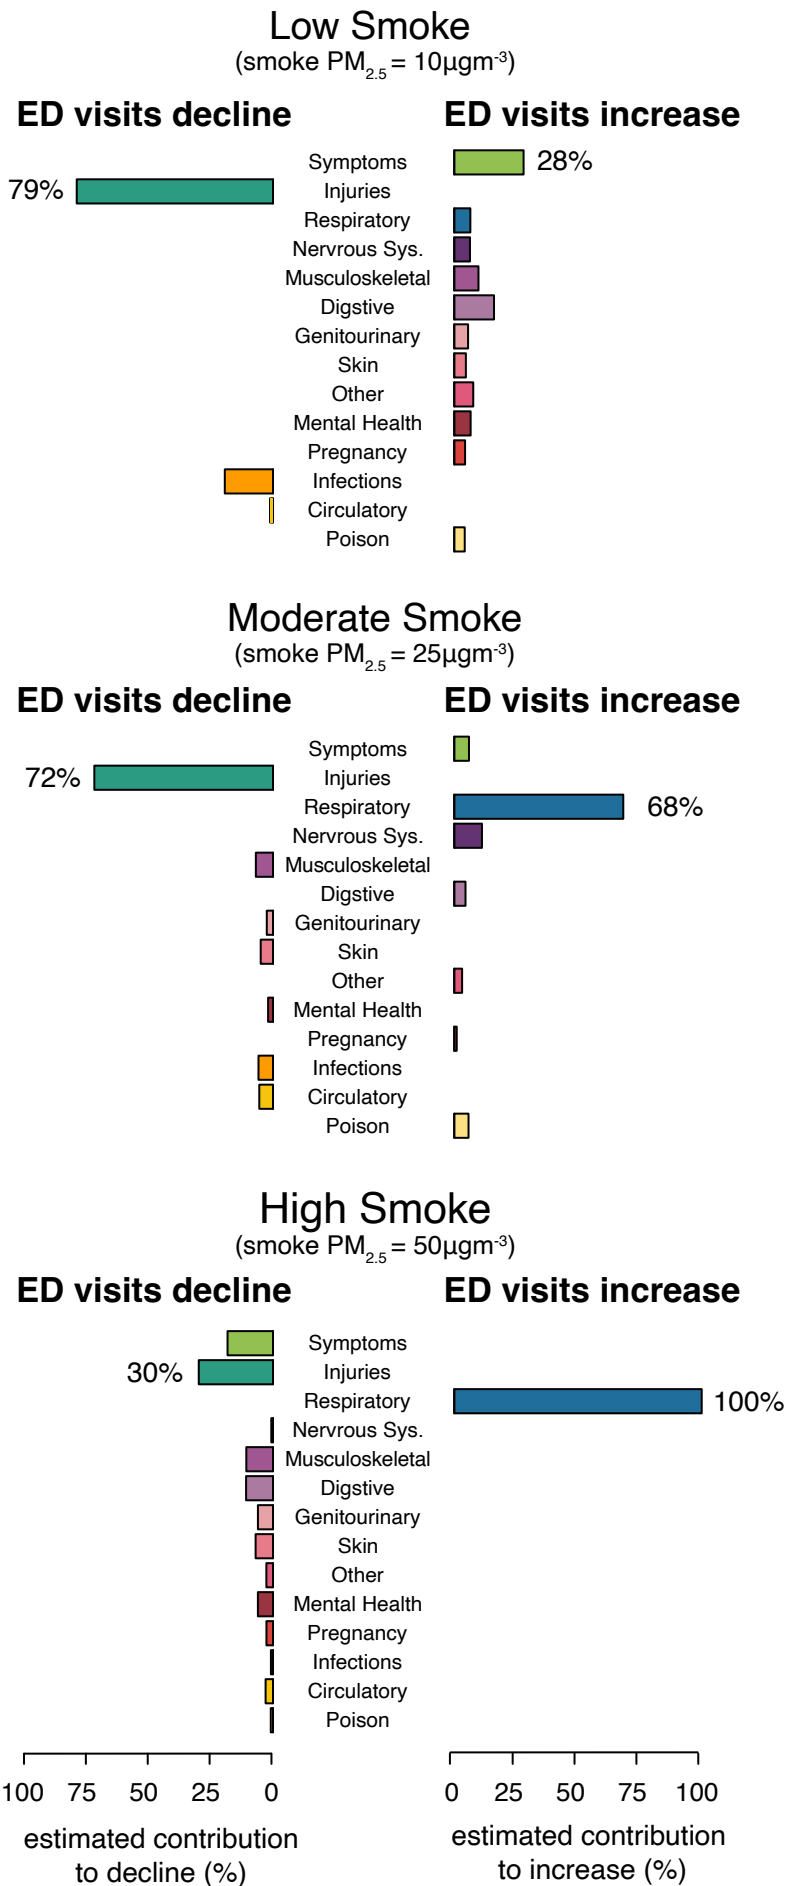 Low Smoke
(smoke PM2.5 = 10µgm-3)
ED visits decline
ED visits increase
Symptoms 28%
79% Injuries
Respiratory
Nervrous Sys.
Musculoskeletal
Digstive
Genitourinary
Skin
Other
Mental Health
Pregnancy
Infections
Circulatory
Poison
Moderate Smoke
(smoke PM2.5 = 25µgm-3)
ED visits decline
ED visits increase
Symptoms
72% Injuries
Respiratory 68%
Nervrous Sys.
Musculoskeletal
Digstive
Genitourinary
Skin
Other
Mental Health
Pregnancy
Infections
Circulatory
Poison
High Smoke
(smoke PM2.5 = 50µgm-3)
ED visits decline
ED visits increase
Symptoms
30% Injuries
Respiratory 100%
Nervrous Sys.
Musculoskeletal
Digstive
Genitourinary
Skin
Other
Mental Health
Pregnancy
Infections
Circulatory
Poison
100 75 50 25 0
0 25 50 75 100
estimated contribution
to decline (%)
estimated contribution
to increase (%)